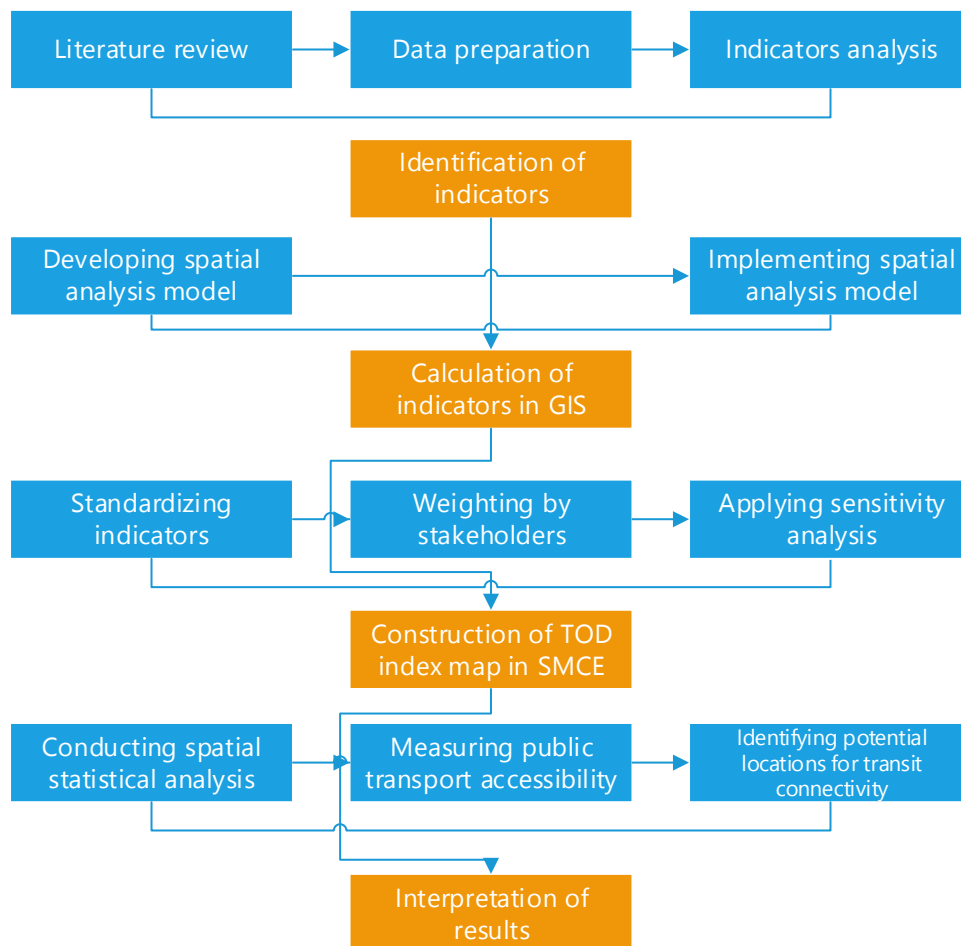 Literature review
Data preparation
Indicators analysis
Identification of
indicators
Developing spatial
analysis model
Implementing spatial
analysis model
Calculation of
indicators in GIS
Standardizing
indicators
Weighting by
stakeholders
Applying sensitivity
analysis
Construction of TOD
index map in SMCE
Conducting spatial
statistical analysis
Measuring public
transport accessibility
Identifying potential
locations for transit
connectivity
Interpretation of
results